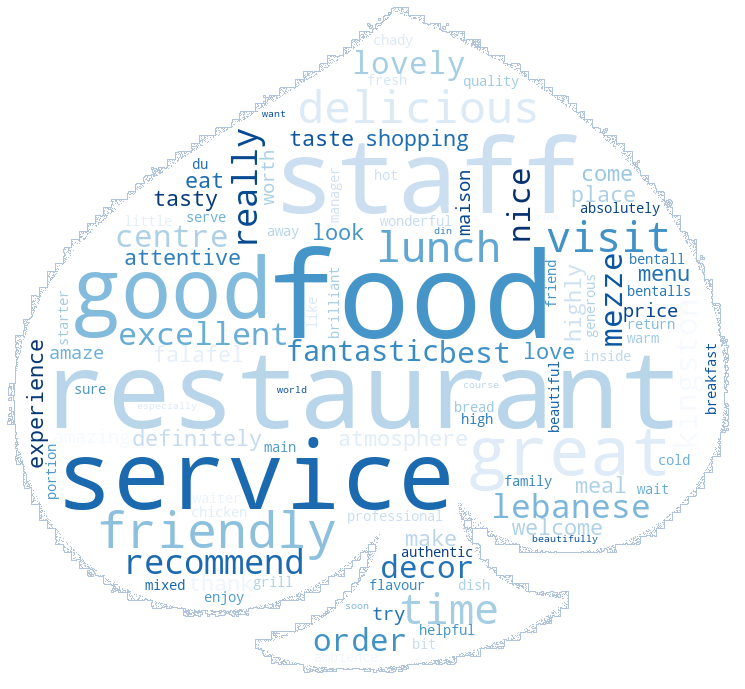 chady
lovely
fresh
quality
delicious
want
taste
shopping
staff
really
worth
du
eat
tasty
serve
little
manager
hot
maison
nice
come
place
absolutely
wonderful
away
din
look
centre
attentive
lunch
visit
bentall
menu
bentalls
mezze
highly
generous
friend
price
return
warm
good
food
starter
like
brilliant
excellent
fantastic
best
love
inside
kingston
amaze
falafel
breakfast
experience
sure
restaurant
world
course
especially
beautiful
bread
high
amazing
definitely
main
atmosphere
great
cold
portion
service
family
wait
meal
waiter
chicken
professional
lebanese
welcome
friendly
make
beautifully
recommend
authentic
decor
mixed
thank
grill
enjoy
flavour
dish
soon
try
time
helpful
order
bit